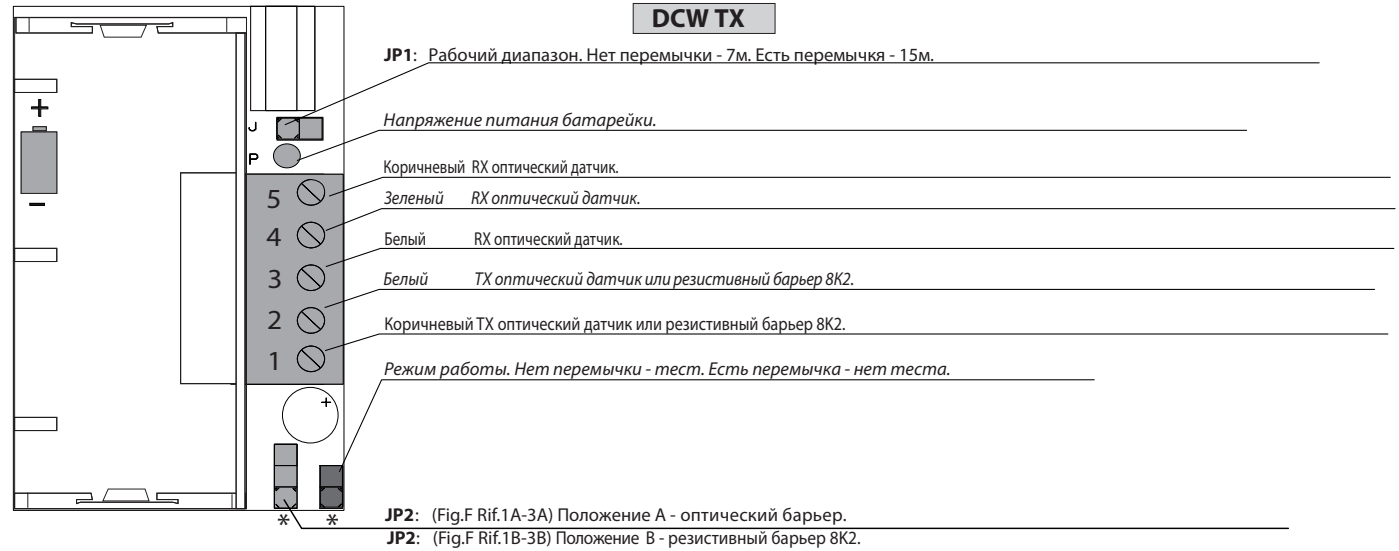 DCW TX
JP1: Рабочий диапазон. Нет перемычки - 7м. Есть перемычкя - 15м.
+
J
Напряжение питания батарейки.
P
Коричневый RX оптический датчик.
5
–
Зеленый RX оптический датчик.
4
Белый RX оптический датчик.
3
Белый TX оптический датчик или резистивный барьер 8K2.
2
Коричневый TX оптический датчик или резистивный барьер 8K2.
1
Режим работы. Нет перемычки - тест. Есть перемычка - нет теста.
+
* *
JP2: (Fig.F Rif.1A-3A) Положение A - оптический барьер.
JP2: (Fig.F Rif.1B-3B) Положение B - резистивный барьер 8K2.